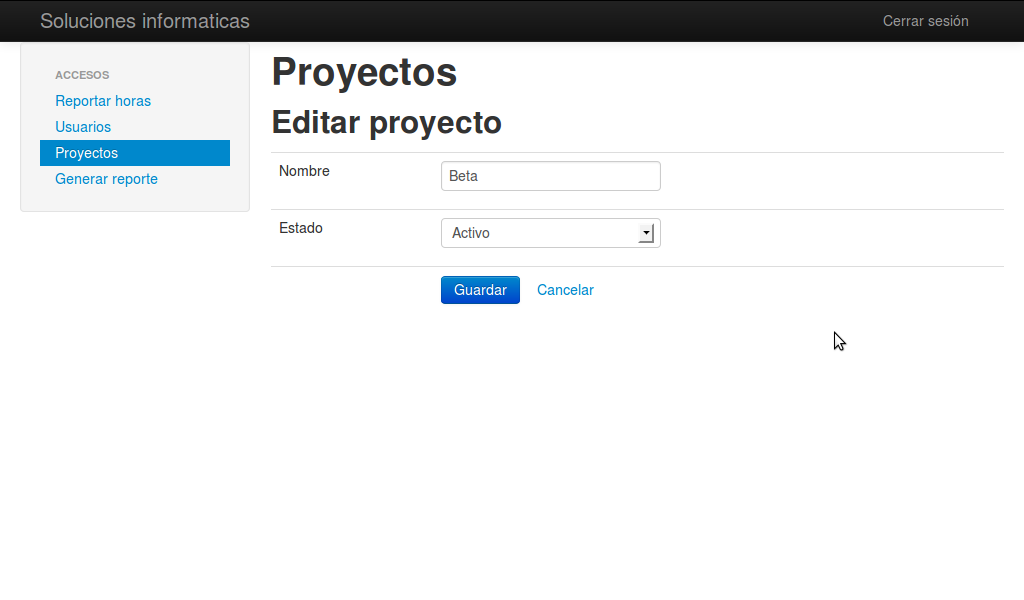 Soluciones informaticas
Cerrar sesión
ACCESOS
Reportar horas
Usuarios
Proyectos
Generar reporte
Proyectos
Editar proyecto
Nombre
Beta
Estado
Activo
Guardar
Cancelar